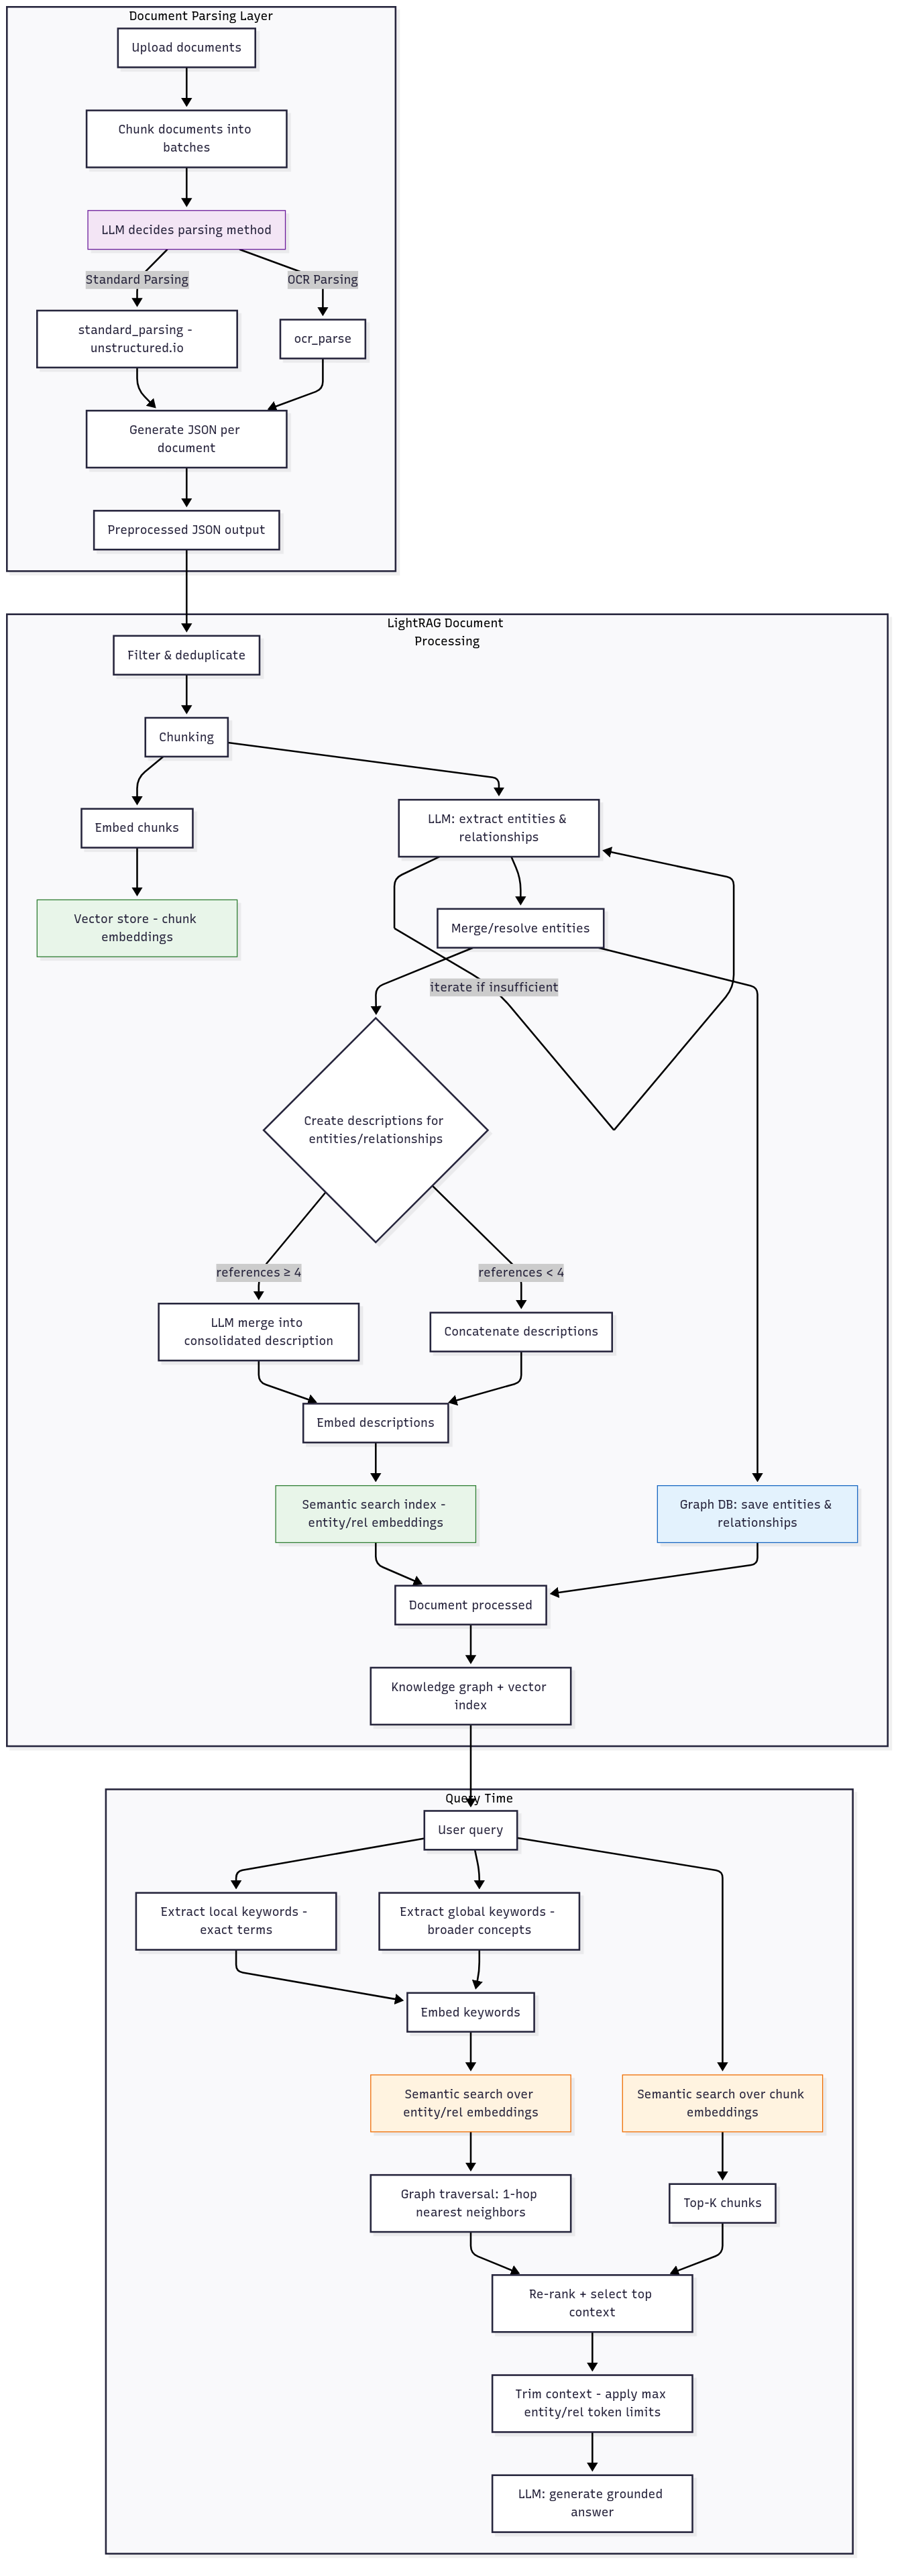 Document Parsing Layer
Upload documents
Chunk documents into
batches
LLM decides parsing method
Standard Parsing
OCR Parsing
standard_parsing -
unstructured.io
ocr_parse
Generate JSON per
document
Preprocessed JSON output
LightRAG Document
Processing
Filter & deduplicate
Chunking
Embed chunks
LLM: extract entities &
relationships
Vector store - chunk
embeddings
Merge/resolve entities
iterate if insufficient
Create descriptions for
entities/relationships
references ≥ 4
references < 4
LLM merge into
consolidated description
Concatenate descriptions
Embed descriptions
Semantic search index -
entity/rel embeddings
Graph DB: save entities &
relationships
Document processed
Knowledge graph + vector
index
Query Time
User query
Extract local keywords -
exact terms
Extract global keywords -
broader concepts
Embed keywords
Semantic search over
entity/rel embeddings
Semantic search over chunk
embeddings
Graph traversal: 1-hop
nearest neighbors
Top-K chunks
Re-rank + select top
context
Trim context - apply max
entity/rel token limits
LLM: generate grounded
answer